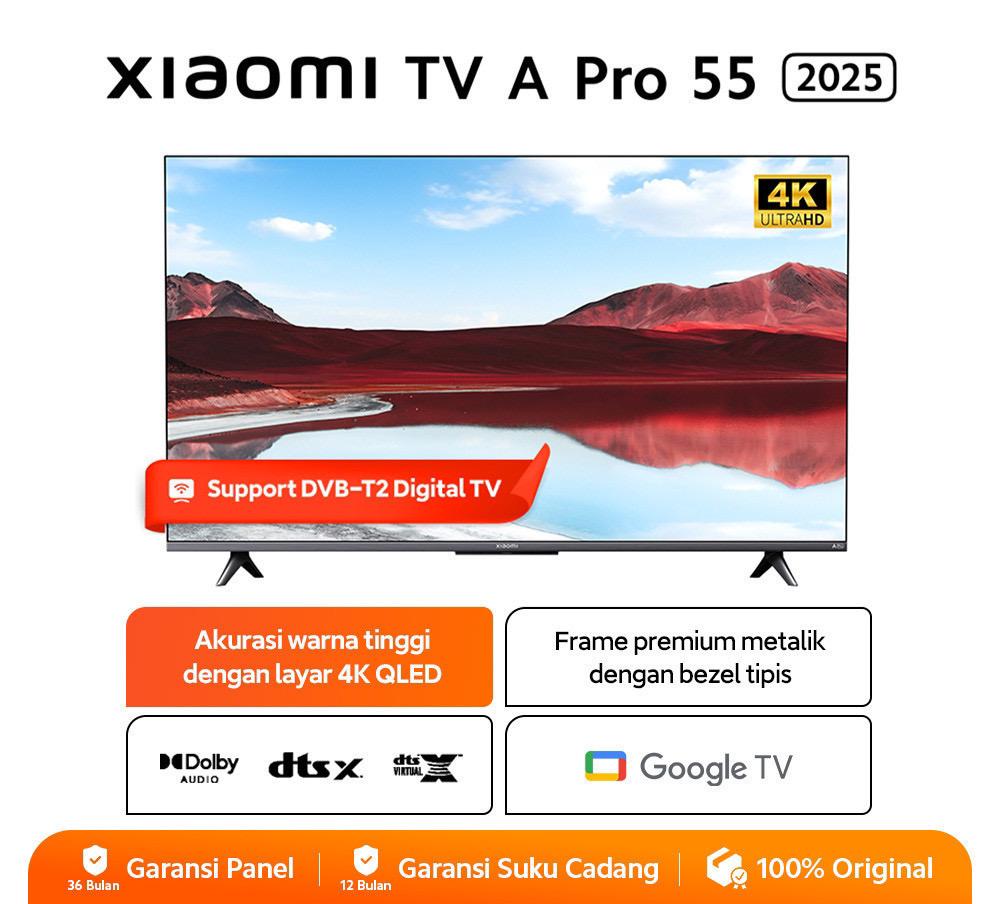 xiaomi TV A Pro 55 2025
4K
ULTRAHD
Support DVB-T2 Digital TV
xiaomi
Akurasi warna tinggi
dengan layar 4K QLED
Frame premium metalik
dengan bezel tipis
Dolby
AUDIO
dts X
dts
VIRTUAL X
Google TV
36 Bulan
Garansi Panel
12 Bulan
Garansi Suku Cadang
100% Original